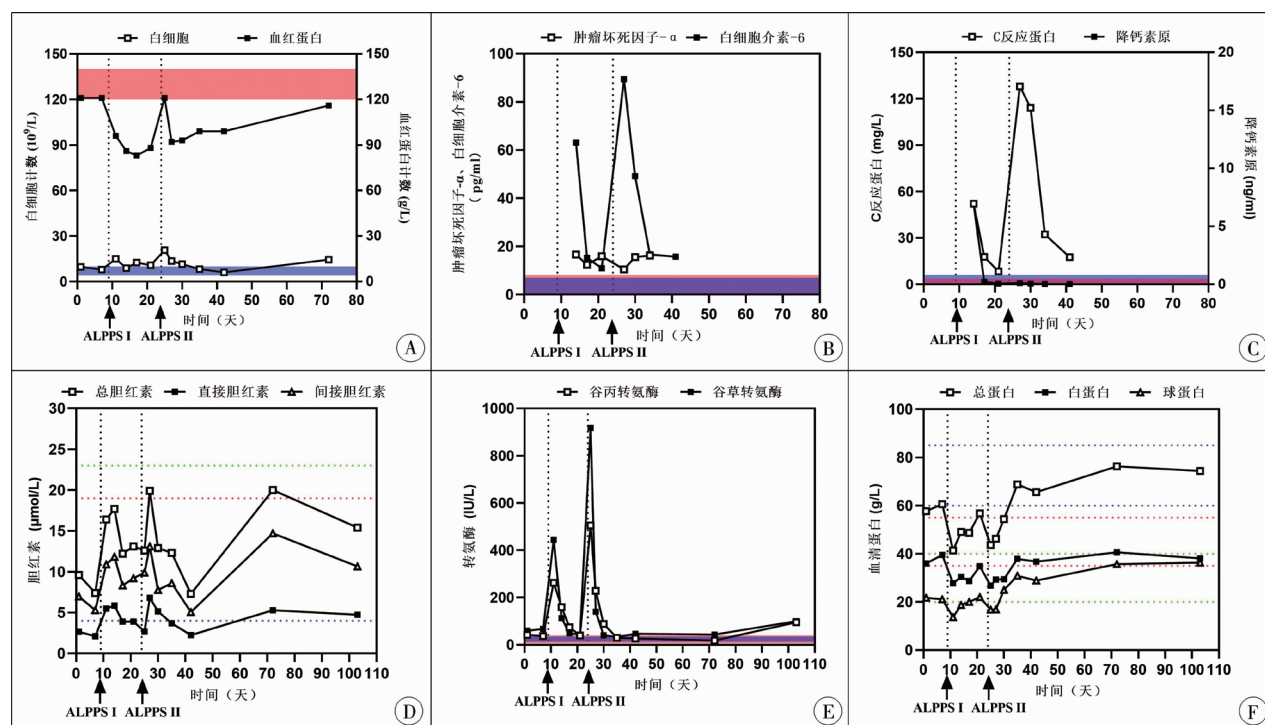 白细胞 血红蛋白
白细胞计数 (10⁹/L)
150
120
90
60
30
0
150
120
90
60
30
0
血红蛋白计数 (g/L)
0 10 20 30 40 50 60 70 80
时间（天）
ALPPS I ALPPS II
A
肿瘤坏死因子-α 白细胞介素-6
肿瘤坏死因子-α、白细胞介素-6
( pg/ml)
100
80
60
40
20
0
0 10 20 30 40 50 60 70 80
时间（天）
ALPPS I ALPPS II
B
C反应蛋白 降钙素原
C反应蛋白 (mg/L)
150
120
90
60
30
0
20
15
10
5
0
降钙素原 (ng/ml)
0 10 20 30 40 50 60 70 80
时间（天）
ALPPS I ALPPS II
C
总胆红素 直接胆红素 间接胆红素
胆红素 (μmol/L)
30
25
20
15
10
5
0
0 10 20 30 40 50 60 70 80 90 100 110
时间（天）
ALPPS I ALPPS II
D
谷丙转氨酶 谷草转氨酶
转氨酶 (IU/L)
1000
800
600
400
200
0
0 10 20 30 40 50 60 70 80 90 100 110
时间（天）
ALPPS I ALPPS II
E
总蛋白 白蛋白 球蛋白
血清蛋白 (g/L)
100
80
60
40
20
0
0 10 20 30 40 50 60 70 80 90 100 110
时间（天）
ALPPS I ALPPS II
F